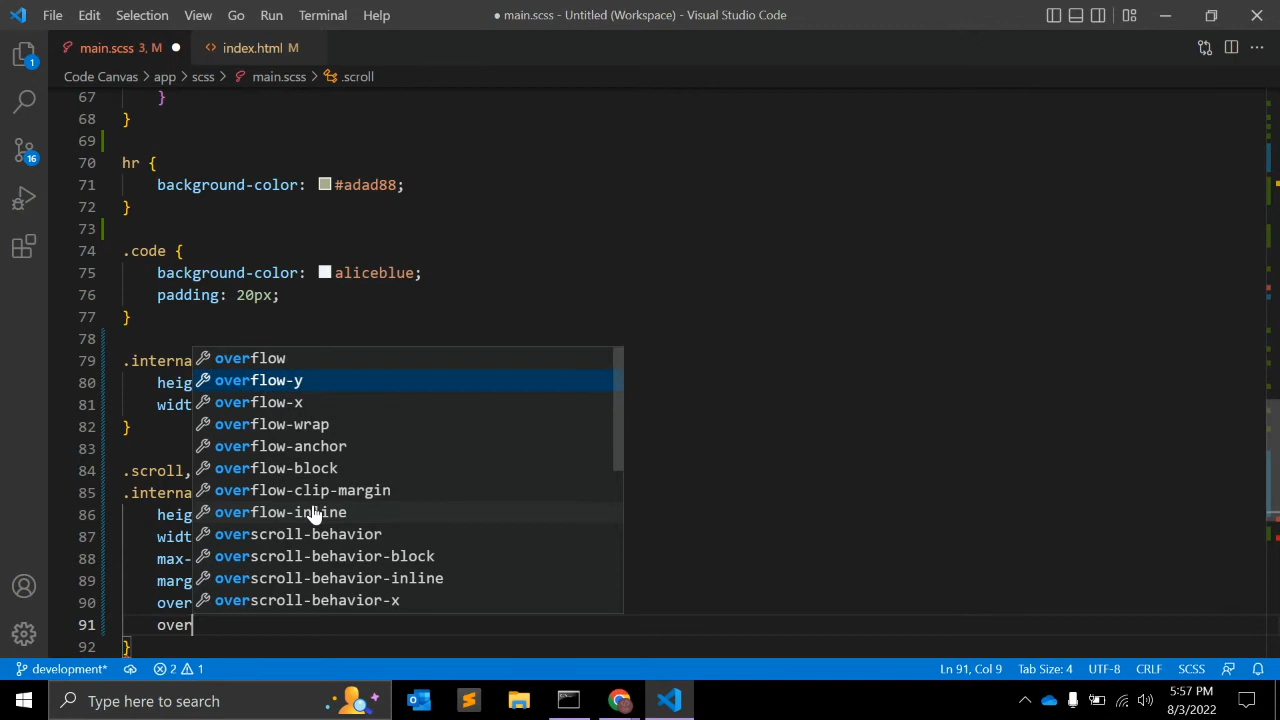 File Edit Selection View Go Run Terminal Help ● main.scss - Untitled (Workspace) - Visual Studio Code
main.scss 3, M ● <> index.html M
Code Canvas > app > scss > main.scss > .scroll
67 }
68 }
69
70 hr {
71 background-color: #adad88;
72 }
73
74 .code {
75 background-color: aliceblue;
76 padding: 20px;
77 }
78
79 .interna
80 heig
81 widt
82 }
83
84 .scroll,
85 .interna
86 heig
87 widt
88 max-
89 marg
90 over
91 over
92 }
overflow
overflow-y
overflow-x
overflow-wrap
overflow-anchor
overflow-block
overflow-clip-margin
overflow-inline
overscroll-behavior
overscroll-behavior-block
overscroll-behavior-inline
overscroll-behavior-x
1
16
development* 2 1 Ln 91, Col 9 Tab Size: 4 UTF-8 CRLF SCSS
Type here to search
5:57 PM
8/3/2022